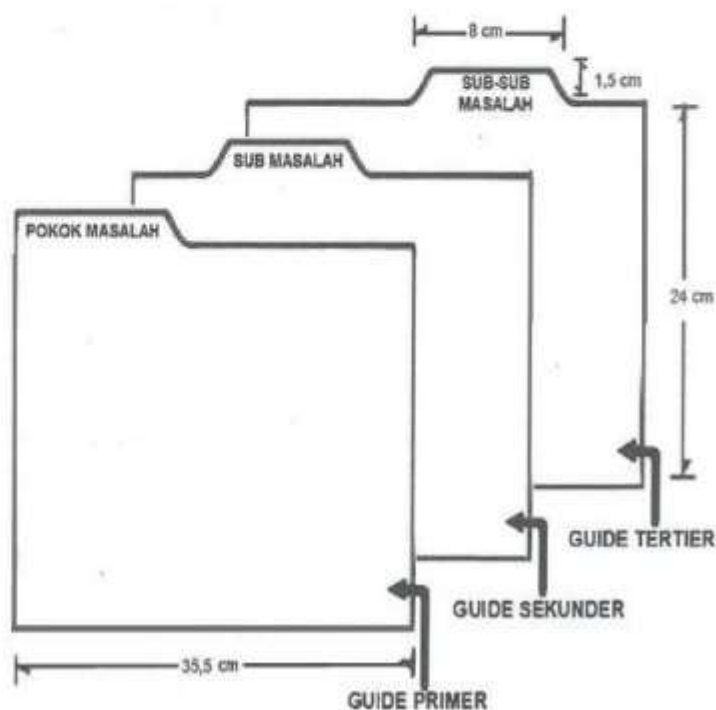 8 cm
SUB-SUB
MASALAH
1,5 cm
SUB MASALAH
POKOK MASALAH
24 cm
GUIDE TERTIER
GUIDE SEKUNDER
35,5 cm
GUIDE PRIMER